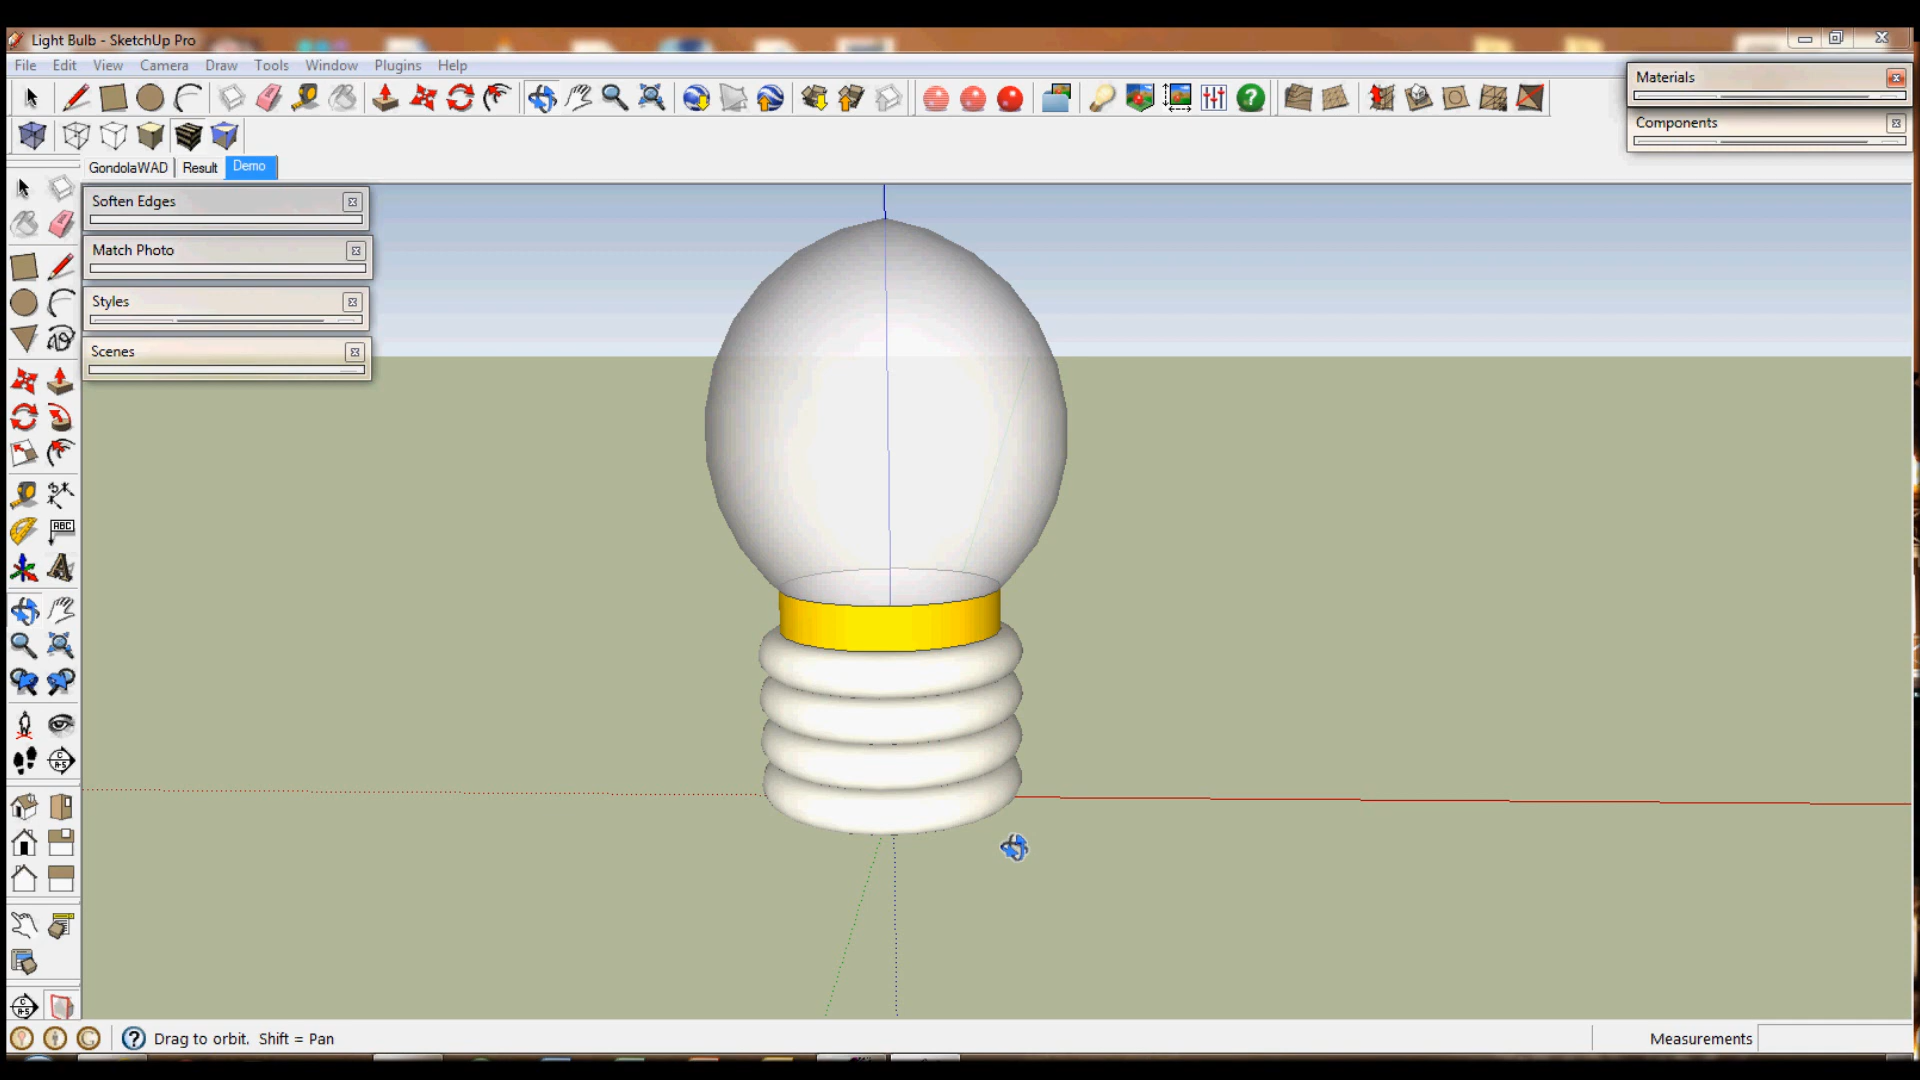 Light Bulb - SketchUp Pro
File Edit View Camera Draw Tools Window Plugins Help
Materials
Components
GondolaWAD Result Demo
Soften Edges
Match Photo
Styles
Scenes
ABC
A
Drag to orbit. Shift = Pan
Measurements